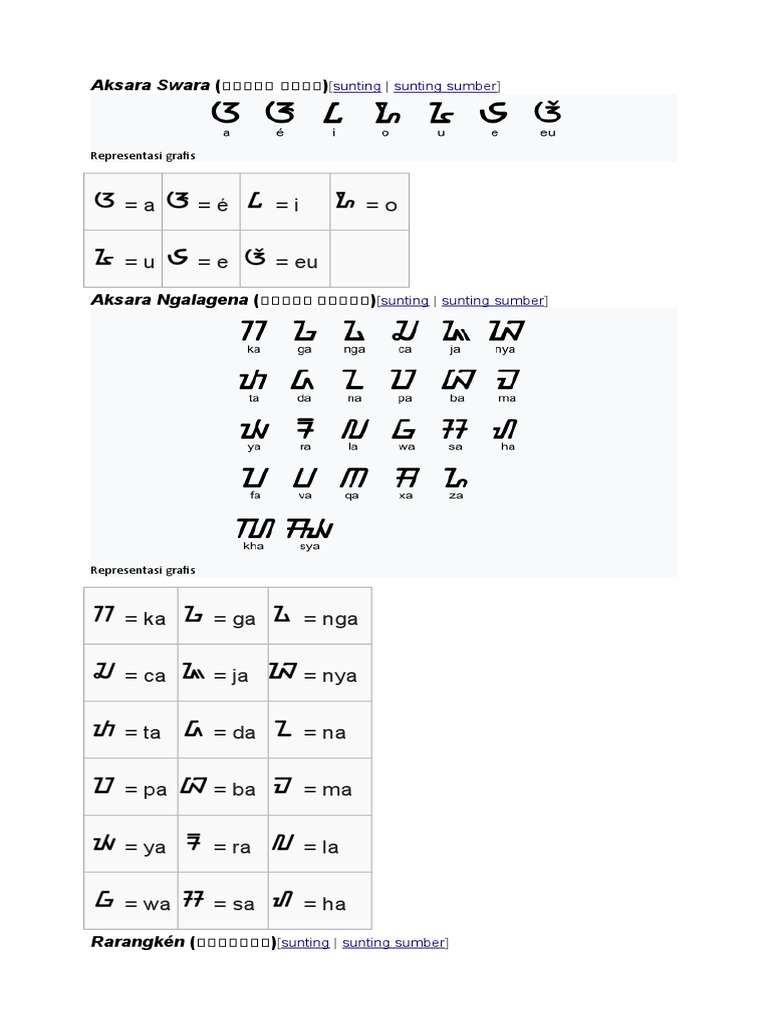 Aksara Swara (□□□□□ □□□□)[sunting | sunting sumber]
ᮃ ᮆ ᮄ ᮇ ᮅ ᮈ ᮉ
a é i o u e eu
Representasi grafis
ᮃ = a ᮆ = é ᮄ = i ᮇ = o
ᮅ = u ᮈ = e ᮉ = eu
Aksara Ngalagena (□□□□□ □□□□□)[sunting | sunting sumber]
ᮊ ᮌ ᮍ ᮎ ᮏ ᮑ
ka ga nga ca ja nya
ᮒ ᮓ ᮔ ᮕ ᮘ ᮙ
ta da na pa ba ma
ᮚ ᮛ ᮜ ᮝ ᮞ ᮠ
ya ra la wa sa ha
ᮖ ᮗ ᮋ ᮟ ᮐ
fa va qa xa za
ᮮ ᮯ
kha sya
Representasi grafis
ᮊ = ka ᮌ = ga ᮍ = nga
ᮎ = ca ᮏ = ja ᮑ = nya
ᮒ = ta ᮓ = da ᮔ = na
ᮕ = pa ᮘ = ba ᮙ = ma
ᮚ = ya ᮛ = ra ᮜ = la
ᮝ = wa ᮞ = sa ᮠ = ha
Rarangkén (□□□□□□□)[sunting | sunting sumber]